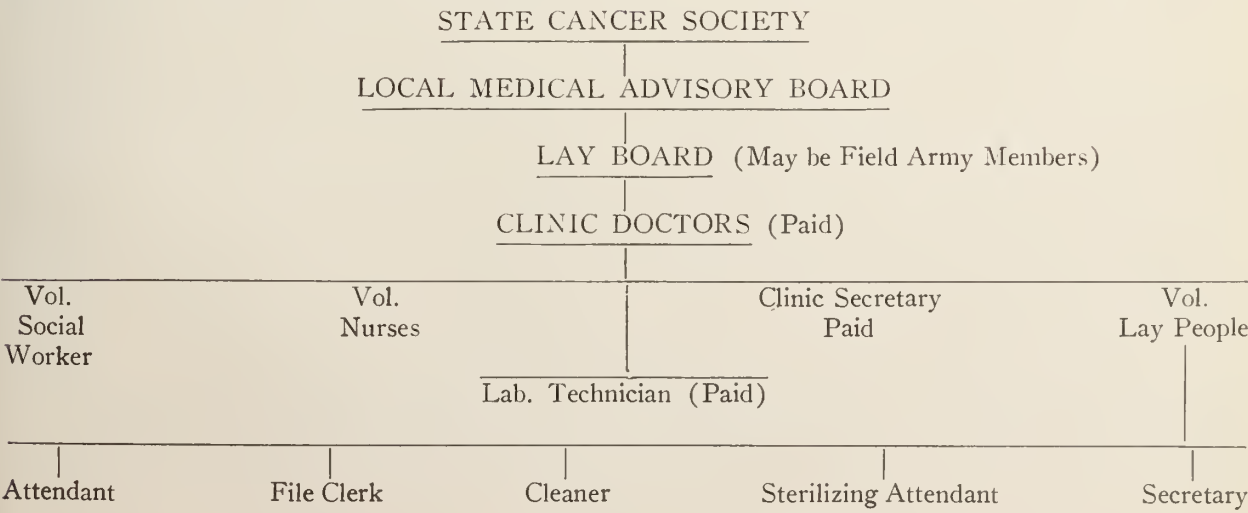 STATE CANCER SOCIETY
LOCAL MEDICAL ADVISORY BOARD
LAY BOARD (May be Field Army Members)
CLINIC DOCTORS (Paid)
Vol.
Social
Worker
Vol.
Nurses
Clinic Secretary
Paid
Vol.
Lay People
Lab. Technician (Paid)
Attendant
File Clerk
Cleaner
Sterilizing Attendant
Secretary